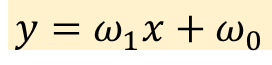 y = ω₁x + ω₀